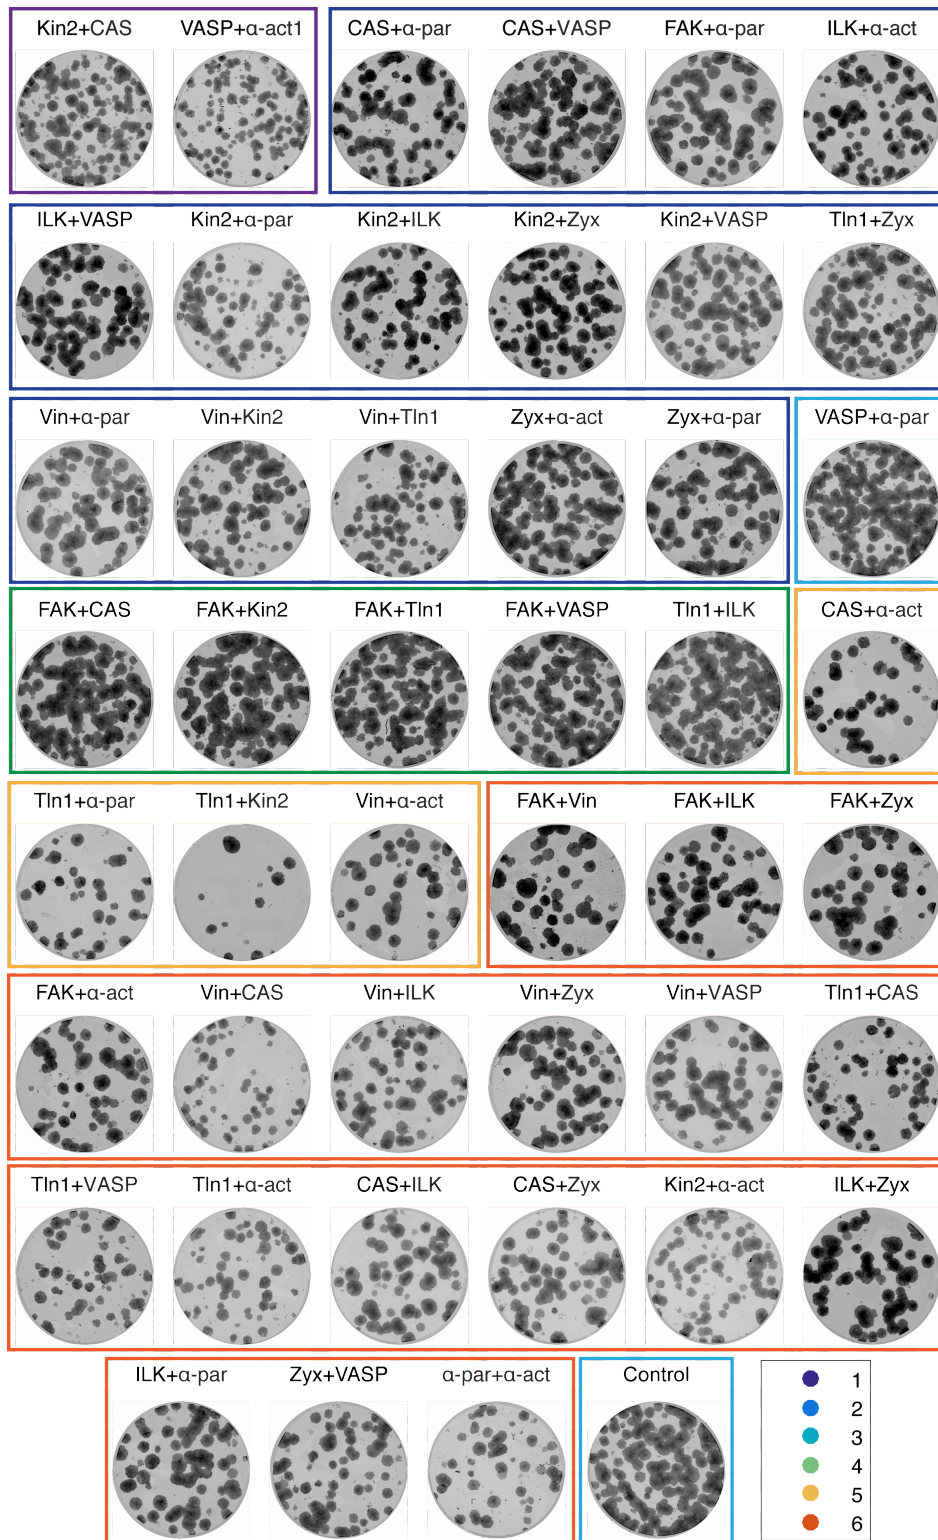 Kin2+CAS VASP+α-act1 CAS+α-par CAS+VASP FAK+α-par ILK+α-act
ILK+VASP Kin2+α-par Kin2+ILK Kin2+Zyx Kin2+VASP Tln1+Zyx
Vin+α-par Vin+Kin2 Vin+Tln1 Zyx+α-act Zyx+α-par VASP+α-par
FAK+CAS FAK+Kin2 FAK+Tln1 FAK+VASP Tln1+ILK CAS+α-act
Tln1+α-par Tln1+Kin2 Vin+α-act FAK+Vin FAK+ILK FAK+Zyx
FAK+α-act Vin+CAS Vin+ILK Vin+Zyx Vin+VASP Tln1+CAS
Tln1+VASP Tln1+α-act CAS+ILK CAS+Zyx Kin2+α-act ILK+Zyx
ILK+α-par Zyx+VASP α-par+α-act Control
1
2
3
4
5
6